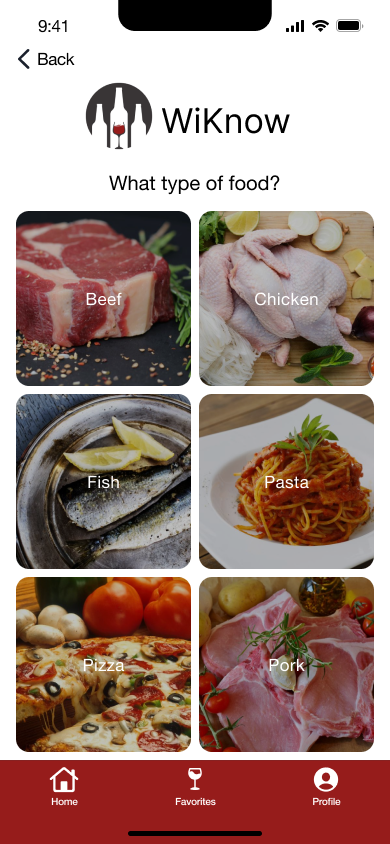 9:41
Back
WiKnow
What type of food?
Beef
Chicken
Fish
Pasta
Pizza
Pork
Home
Favorites
Profile